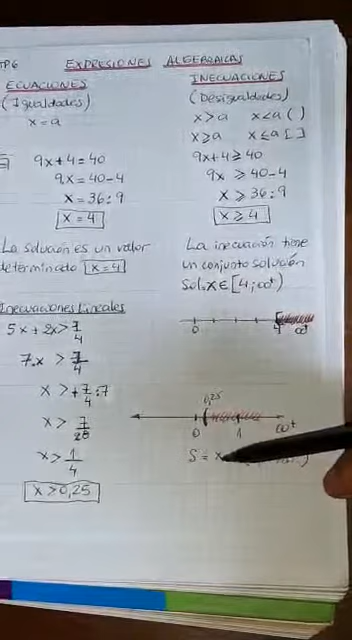 TP6 EXPRESIONES ALGEBRAICAS
ECUACIONES
(Igualdades)
x = a
9x+4=40
9x = 40-4
x = 36:9
x = 4
La solución es un valor
determinado x=4
INECUACIONES
(Desigualdades)
x>a x<a ( )
x≥a x≤a [ ]
9x+4≥40
9x ≥ 40-4
x ≥ 36:9
x ≥ 4
La inecuación tiene
un conjunto solución
Sol. x∈[4;∞+)
0 4 ∞+
Inecuaciones Lineales
5x+2x>7/4
7x > 7/4
x > +7/4:7
x > 7/28
x > 1/4
x>0,25
0,25
0 1 ∞+
S = x